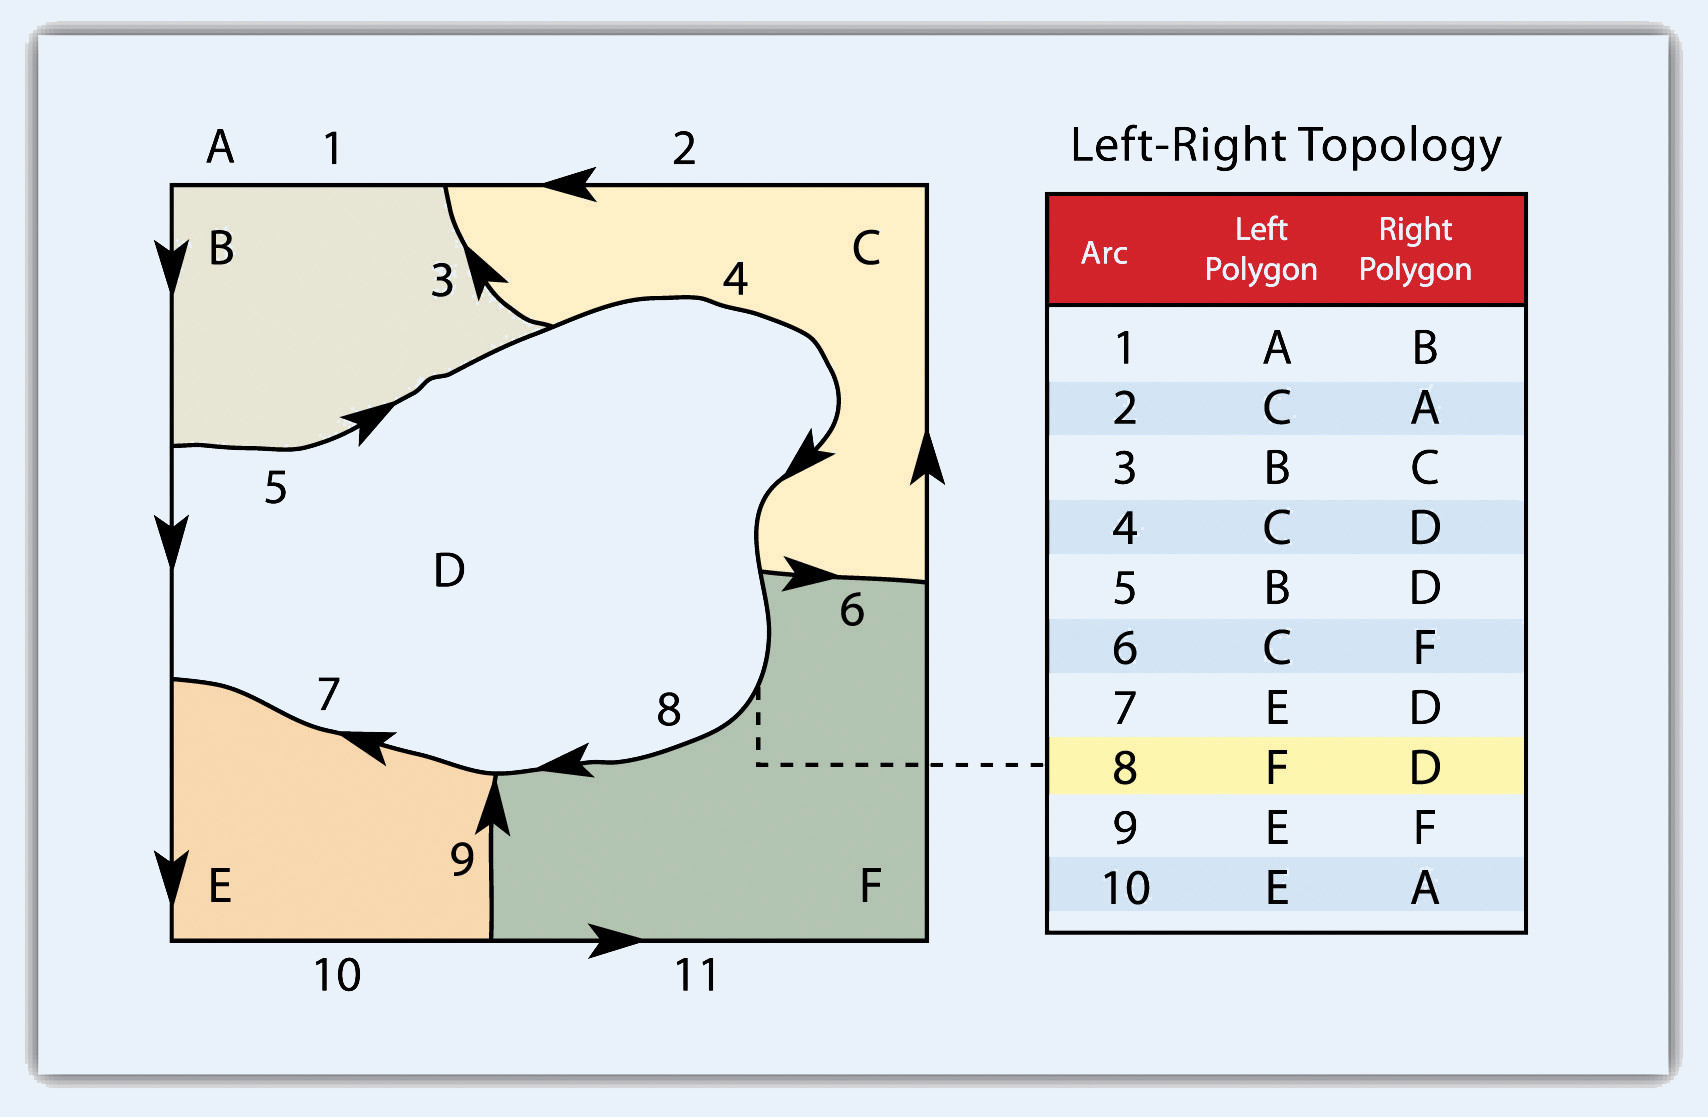 A 1 2
B
C
3
4
5
D
6
7
8
9
E
F
10 11
Left-Right Topology
Arc Left Polygon Right Polygon
1 A B
2 C A
3 B C
4 C D
5 B D
6 C F
7 E D
8 F D
9 E F
10 E A